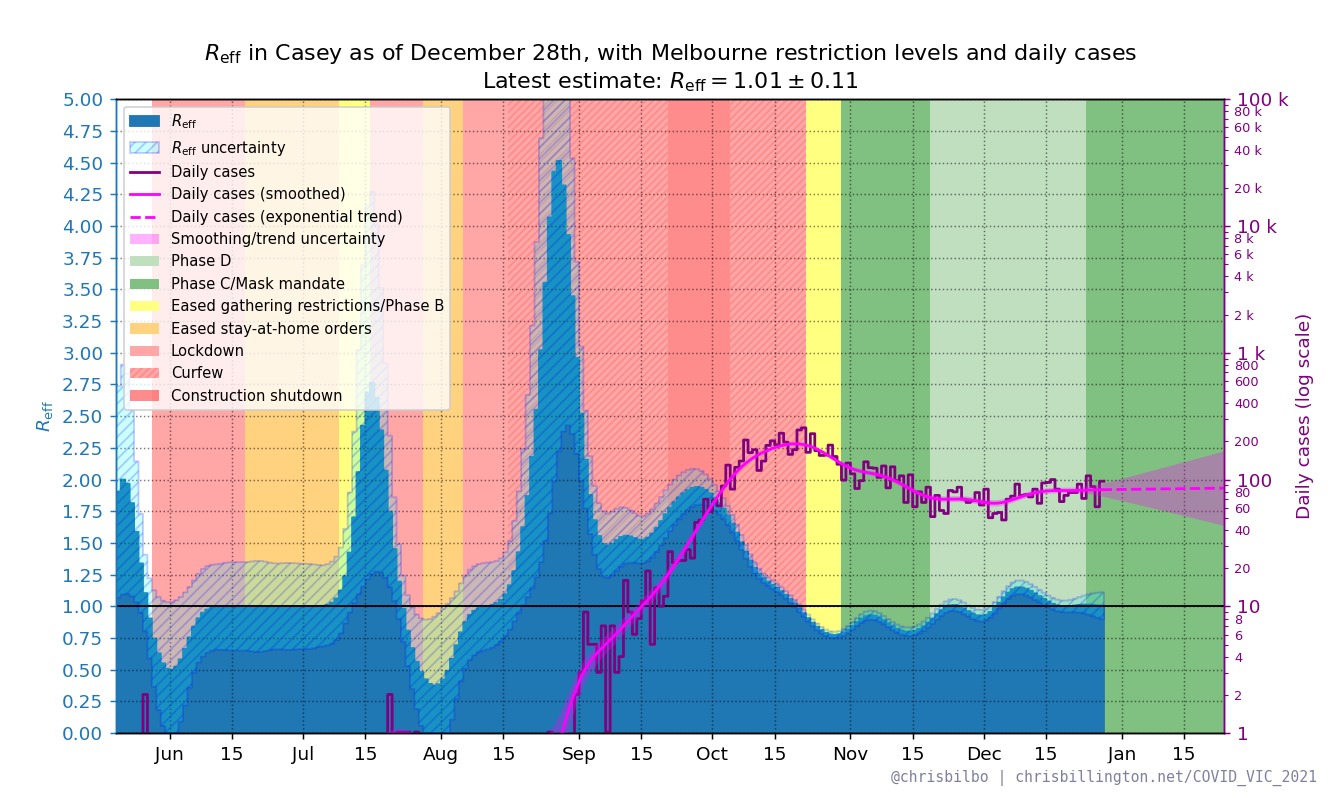 Reff in Casey as of December 28th, with Melbourne restriction levels and daily cases
Latest estimate: Reff = 1.01 ± 0.11
5.00
4.75
4.50
4.25
4.00
3.75
3.50
3.25
3.00
2.75
2.50
2.25
2.00
1.75
1.50
1.25
1.00
0.75
0.50
0.25
0.00
Reff
Reff
Reff uncertainty
Daily cases
Daily cases (smoothed)
Daily cases (exponential trend)
Smoothing/trend uncertainty
Phase D
Phase C/Mask mandate
Eased gathering restrictions/Phase B
Eased stay-at-home orders
Lockdown
Curfew
Construction shutdown
100 k
80 k
60 k
40 k
20 k
10 k
8 k
6 k
4 k
2 k
1 k
800
600
400
200
100
80
60
40
20
10
8
6
4
2
1
Daily cases (log scale)
Jun 15 Jul 15 Aug 15 Sep 15 Oct 15 Nov 15 Dec 15 Jan 15
@chrisbilbo | chrisbillington.net/COVID_VIC_2021